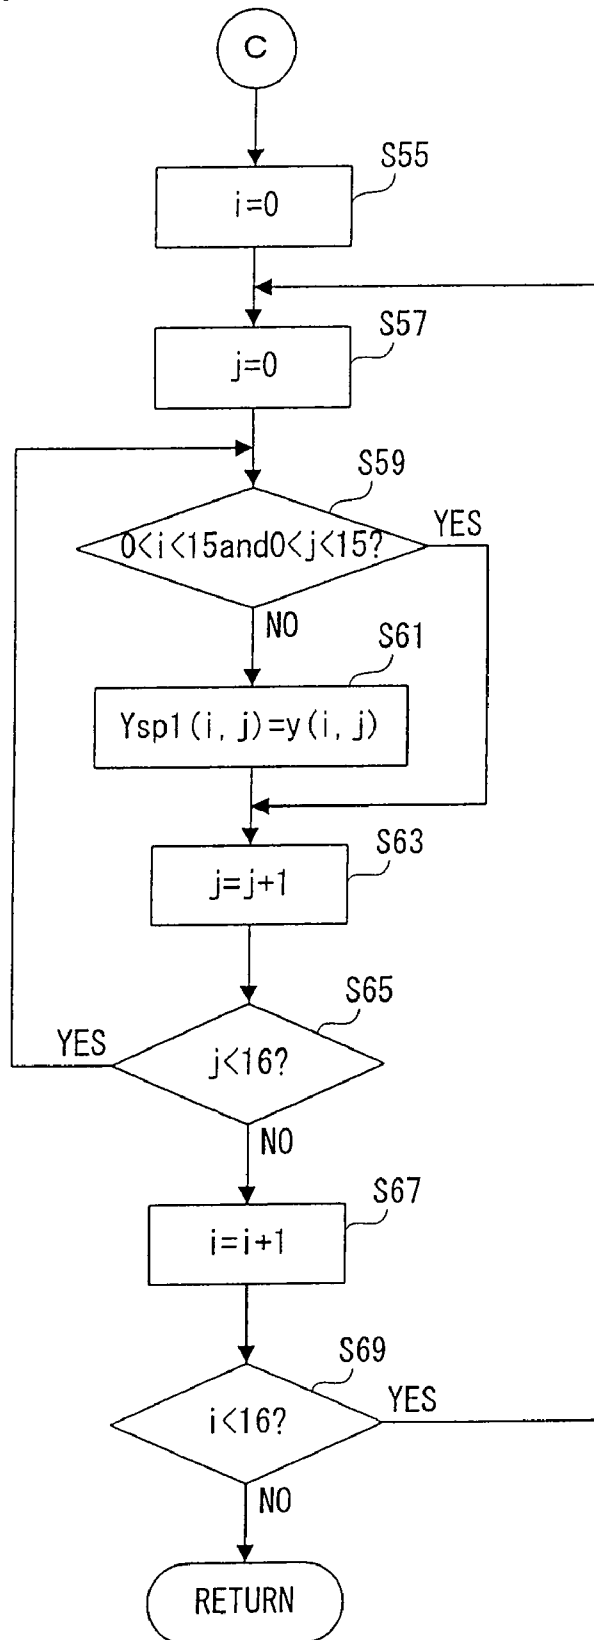 C
S55
i=0
S57
j=0
S59
0<i<15and0<j<15?
YES
NO
S61
Ysp1(i,j)=y(i,j)
S63
j=j+1
S65
YES
j<16?
NO
S67
i=i+1
S69
i<16?
YES
NO
RETURN